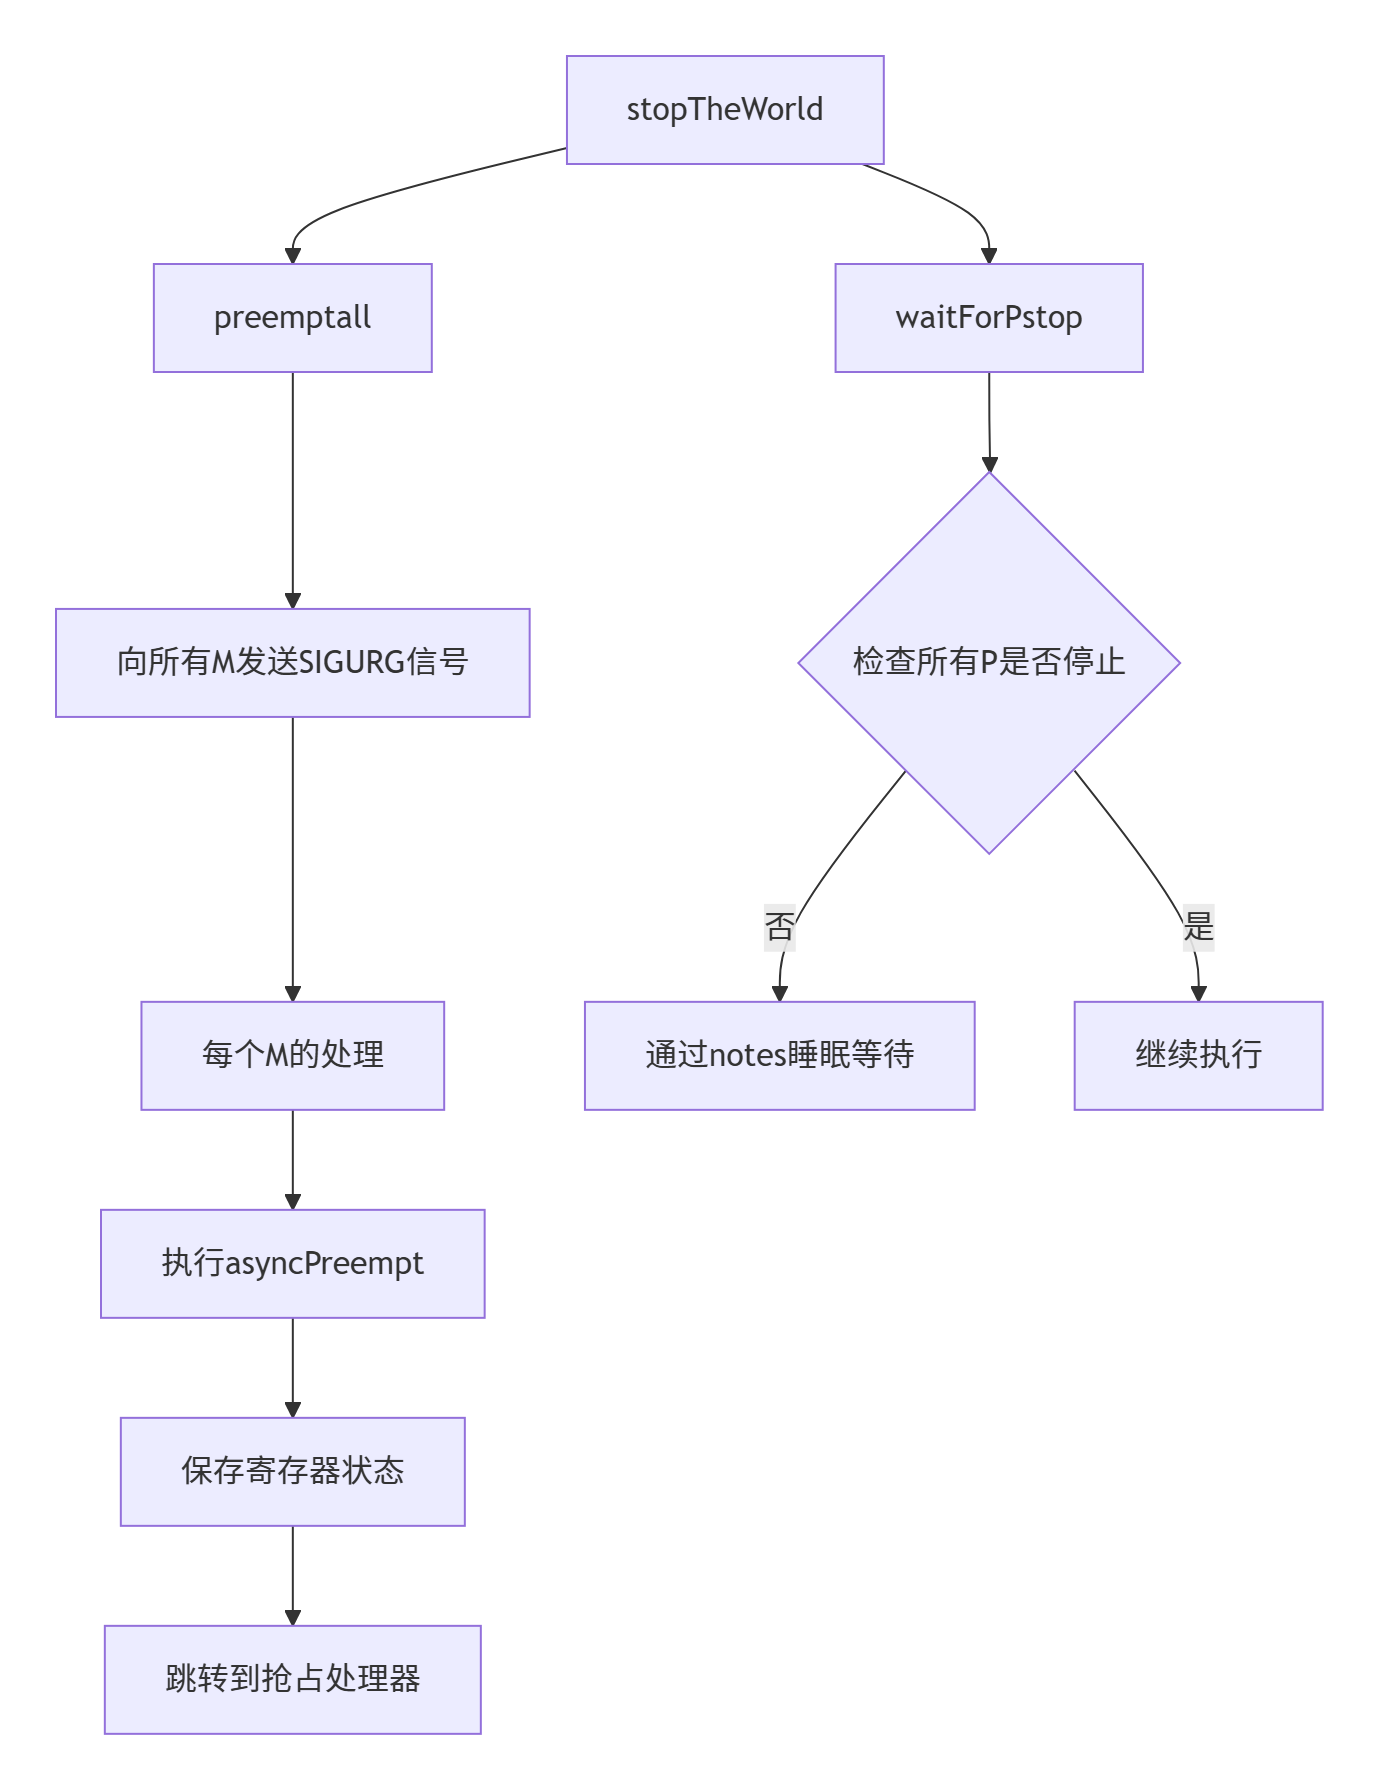 stopTheWorld
preemptall
waitForPstop
向所有M发送SIGURG信号
检查所有P是否停止
否
是
每个M的处理
通过notes睡眠等待
继续执行
执行asyncPreempt
保存寄存器状态
跳转到抢占处理器